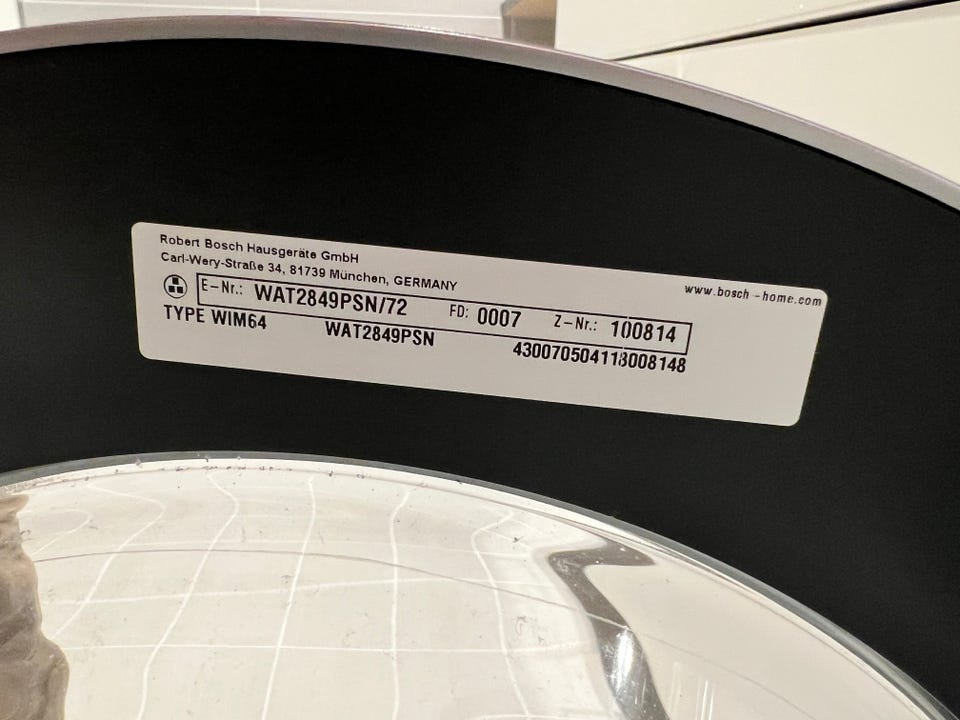 Robert Bosch Hausgeräte GmbH
Carl-Wery-Straße 34, 81739 München, GERMANY
www.bosch-home.com
E-Nr.: WAT2849PSN/72 FD: 0007 Z-Nr.: 100814
TYPE WIM64 WAT2849PSN 430070504118008148